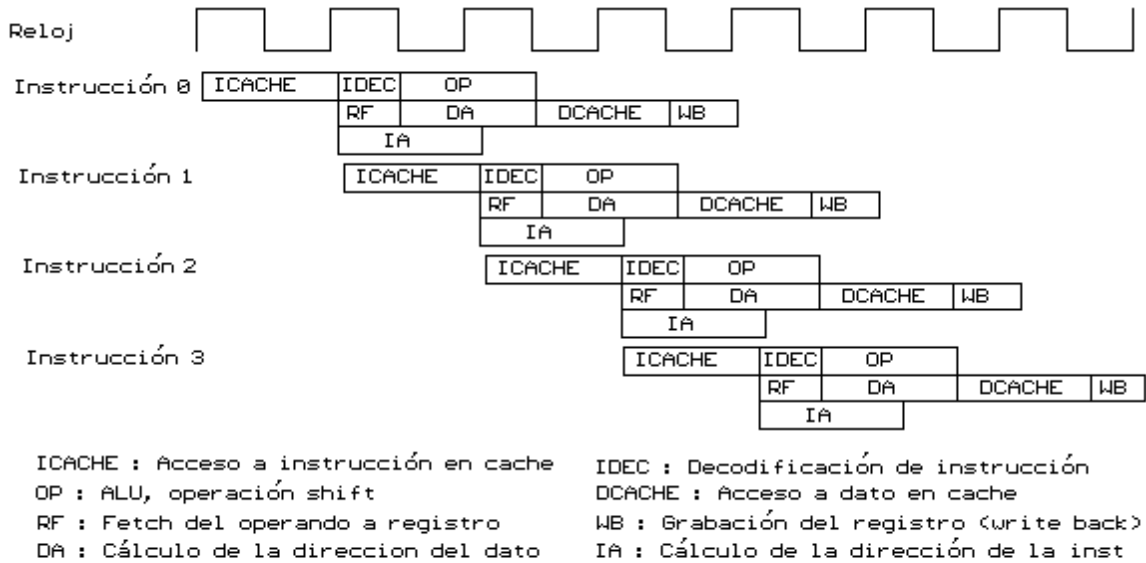 Reloj
Instrucción 0 ICACHE IDEC OP
RF DA DCACHE WB
IA
Instrucción 1 ICACHE IDEC OP
RF DA DCACHE WB
IA
Instrucción 2 ICACHE IDEC OP
RF DA DCACHE WB
IA
Instrucción 3 ICACHE IDEC OP
RF DA DCACHE WB
IA
ICACHE : Acceso a instrucción en cache
IDEC : Decodificación de instrucción
OP : ALU, operación shift
DCACHE : Acceso a dato en cache
RF : Fetch del operando a registro
WB : Grabación del registro (write back)
DA : Cálculo de la direccion del dato
IA : Cálculo de la dirección de la inst